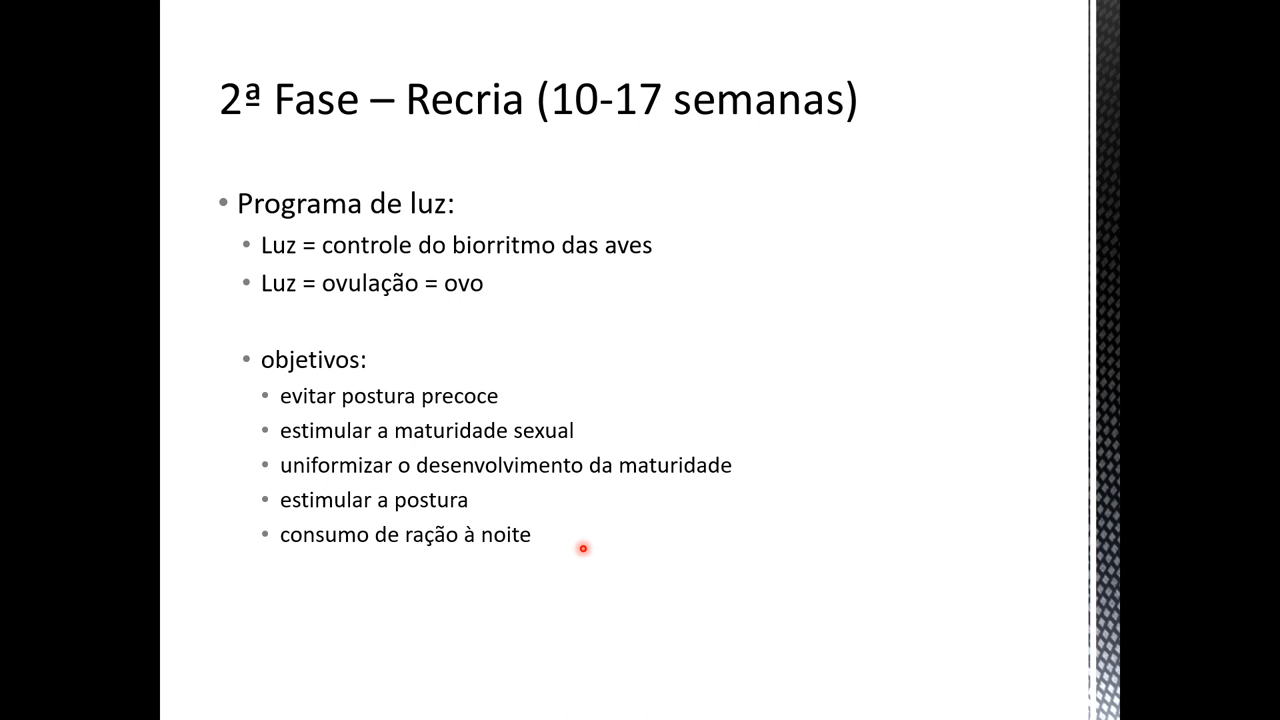 2ª Fase – Recria (10-17 semanas)
• Programa de luz:
• Luz = controle do biorritmo das aves
• Luz = ovulação = ovo
• objetivos:
• evitar postura precoce
• estimular a maturidade sexual
• uniformizar o desenvolvimento da maturidade
• estimular a postura
• consumo de ração à noite